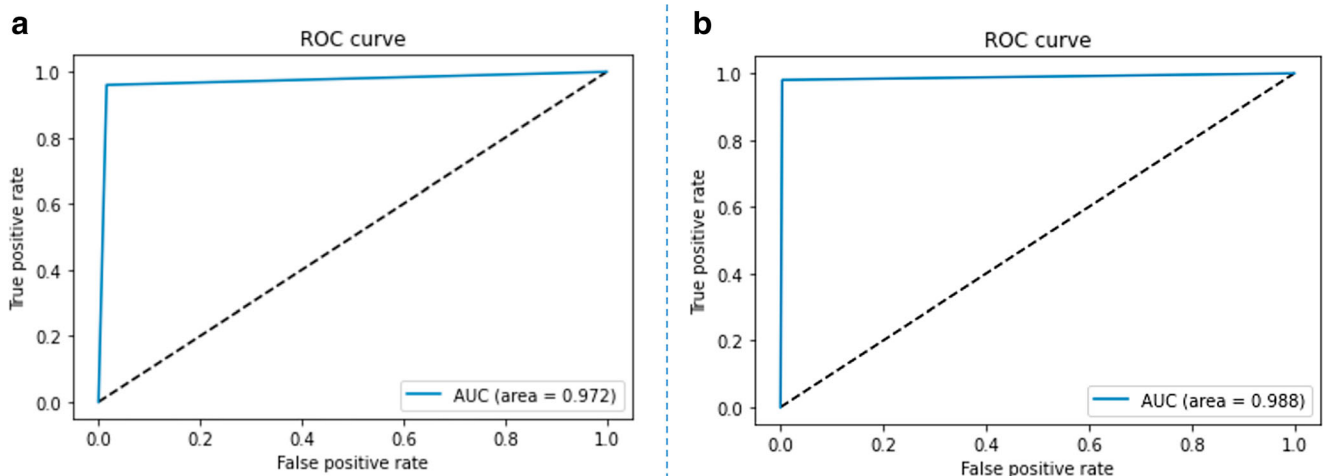 a
ROC curve
1.0
0.8
0.6
0.4
0.2
0.0
True positive rate
AUC (area = 0.972)
0.0 0.2 0.4 0.6 0.8 1.0
False positive rate
b
ROC curve
1.0
0.8
0.6
0.4
0.2
0.0
True positive rate
AUC (area = 0.988)
0.0 0.2 0.4 0.6 0.8 1.0
False positive rate